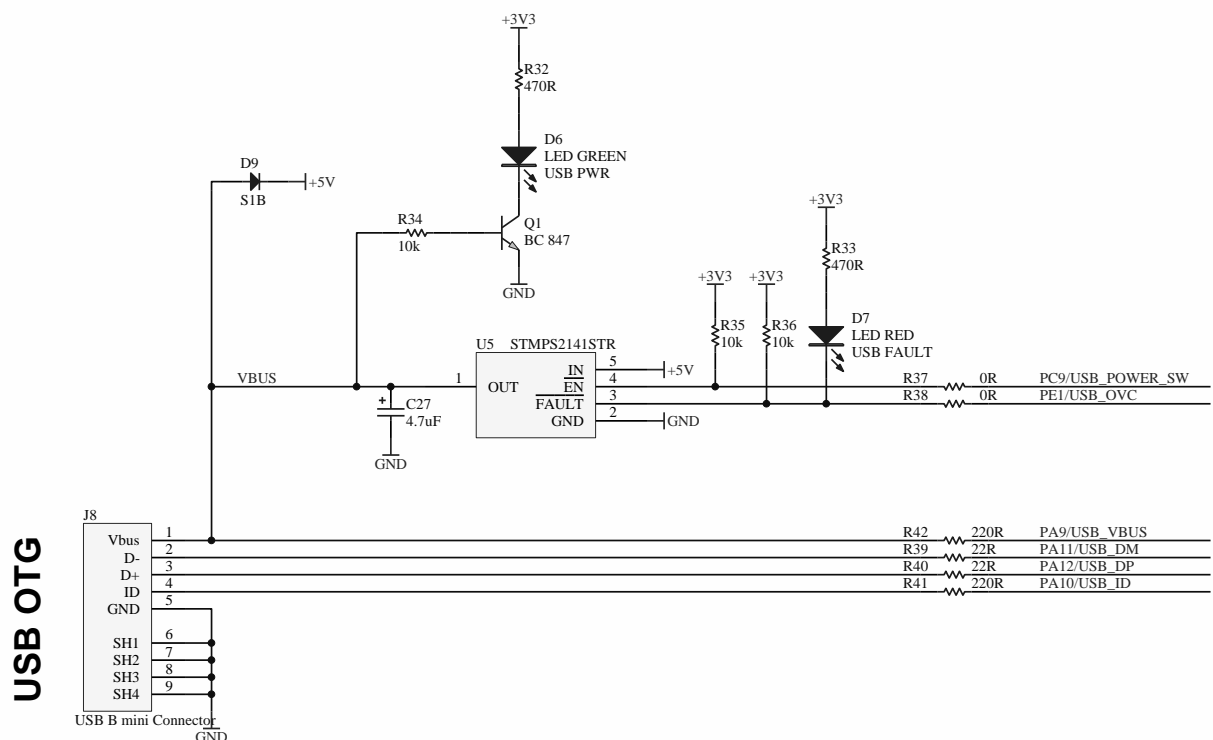 +3V3
R32
470R
D6
LED GREEN
USB PWR
D9
S1B
+5V
R34
10k
Q1
BC 847
GND
+3V3
R33
470R
+3V3
+3V3
R35
10k
R36
10k
D7
LED RED
USB FAULT
U5 STMPS2141STR
VBUS
1
OUT
IN
5
+5V
EN
4
FAULT
3
GND
2
GND
+
C27
4.7uF
GND
R37 0R PC9/USB_POWER_SW
R38 0R PE1/USB_OVC
USB OTG
J8
Vbus 1
D- 2
D+ 3
ID 4
GND 5
SH1 6
SH2 7
SH3 8
SH4 9
USB B mini Connector
GND
R42 220R PA9/USB_VBUS
R39 22R PA11/USB_DM
R40 22R PA12/USB_DP
R41 220R PA10/USB_ID